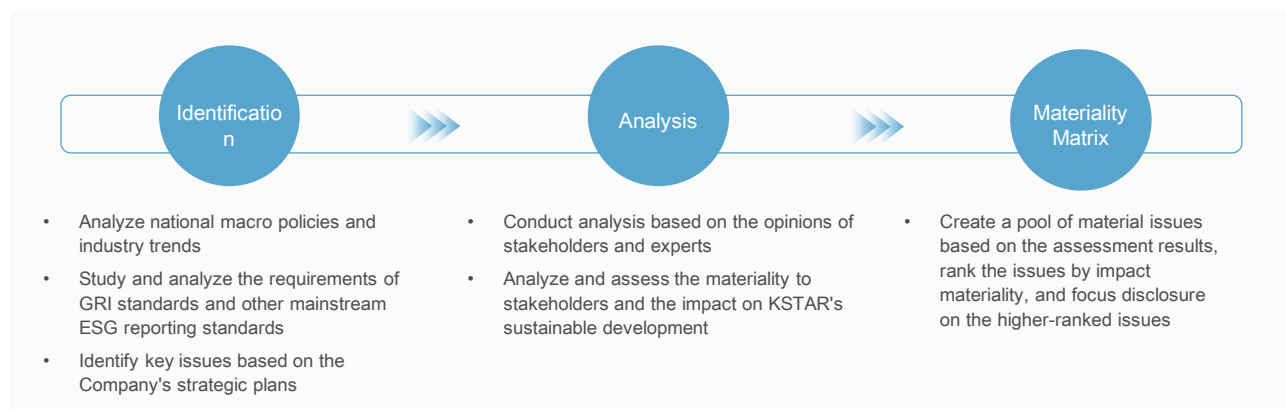 Identificatio
n
Analysis
Materiality
Matrix
• Analyze national macro policies and
industry trends
• Study and analyze the requirements of
GRI standards and other mainstream
ESG reporting standards
• Identify key issues based on the
Company's strategic plans
• Conduct analysis based on the opinions of
stakeholders and experts
• Analyze and assess the materiality to
stakeholders and the impact on KSTAR's
sustainable development
• Create a pool of material issues
based on the assessment results,
rank the issues by impact
materiality, and focus disclosure
on the higher-ranked issues